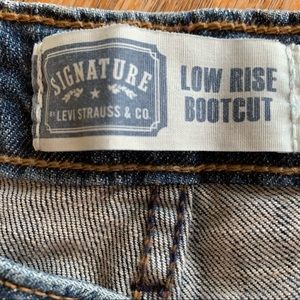 SIGNATURE
BY LEVI STRAUSS & CO.
LOW RISE
BOOTCUT